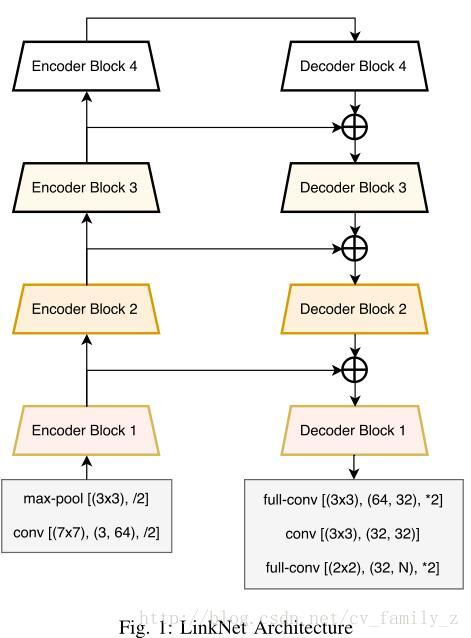 Encoder Block 4
Decoder Block 4
Encoder Block 3
Decoder Block 3
Encoder Block 2
Decoder Block 2
Encoder Block 1
Decoder Block 1
max-pool [(3x3), /2]
conv [(7x7), (3, 64), /2]
full-conv [(3x3), (64, 32), *2]
conv [(3x3), (32, 32)]
full-conv [(2x2), (32, N), *2]
http://blog.csdn.net/cv_family_z
Fig. 1: LinkNet Architecture